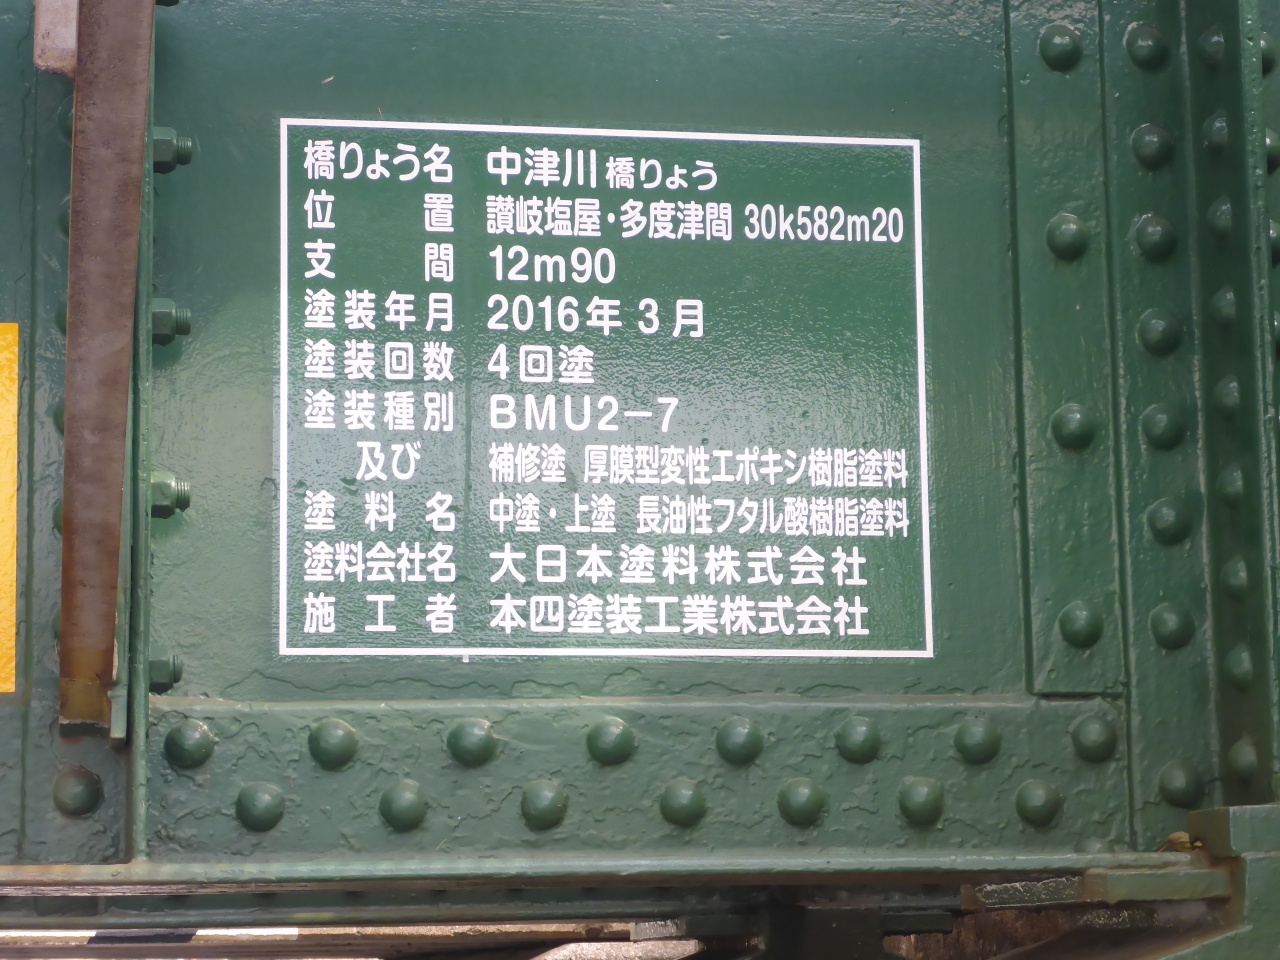 橋りょう名 中津川橋りょう
位置 讃岐塩屋・多度津間 30k582m20
支間 12m90
塗装年月 2016年3月
塗装回数 4回塗
塗装種別 BMU2-7
及び 補修塗 厚膜型変性エポキシ樹脂塗料
塗料名 中塗・上塗 長油性フタル酸樹脂塗料
塗料会社名 大日本塗料株式会社
施工者 本四塗装工業株式会社